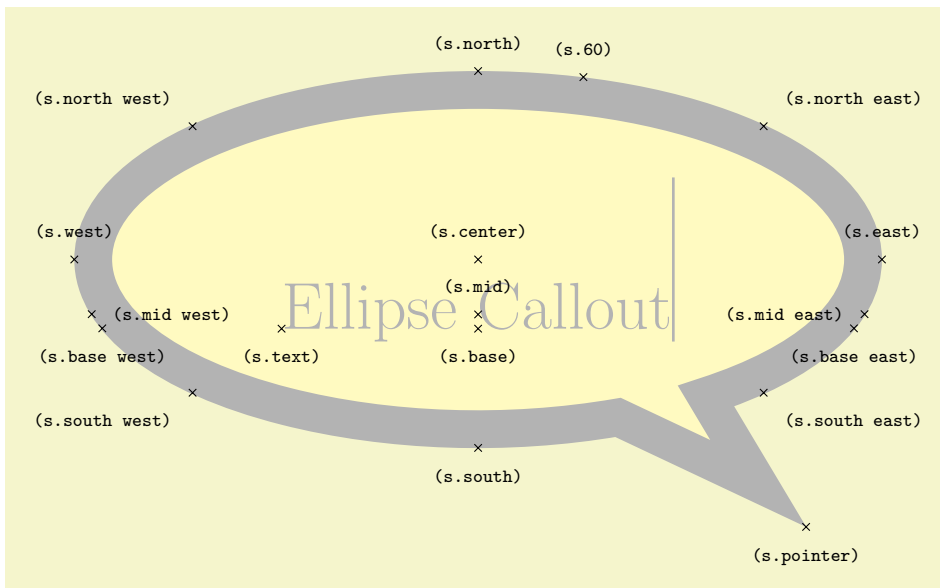 (s.north)
(s.60)
(s.north west)
(s.north east)
(s.west)
(s.center)
(s.east)
(s.mid)
Ellipse Callout
(s.mid west)
(s.mid east)
(s.base west)
(s.text)
(s.base)
(s.base east)
(s.south west)
(s.south east)
(s.south)
(s.pointer)